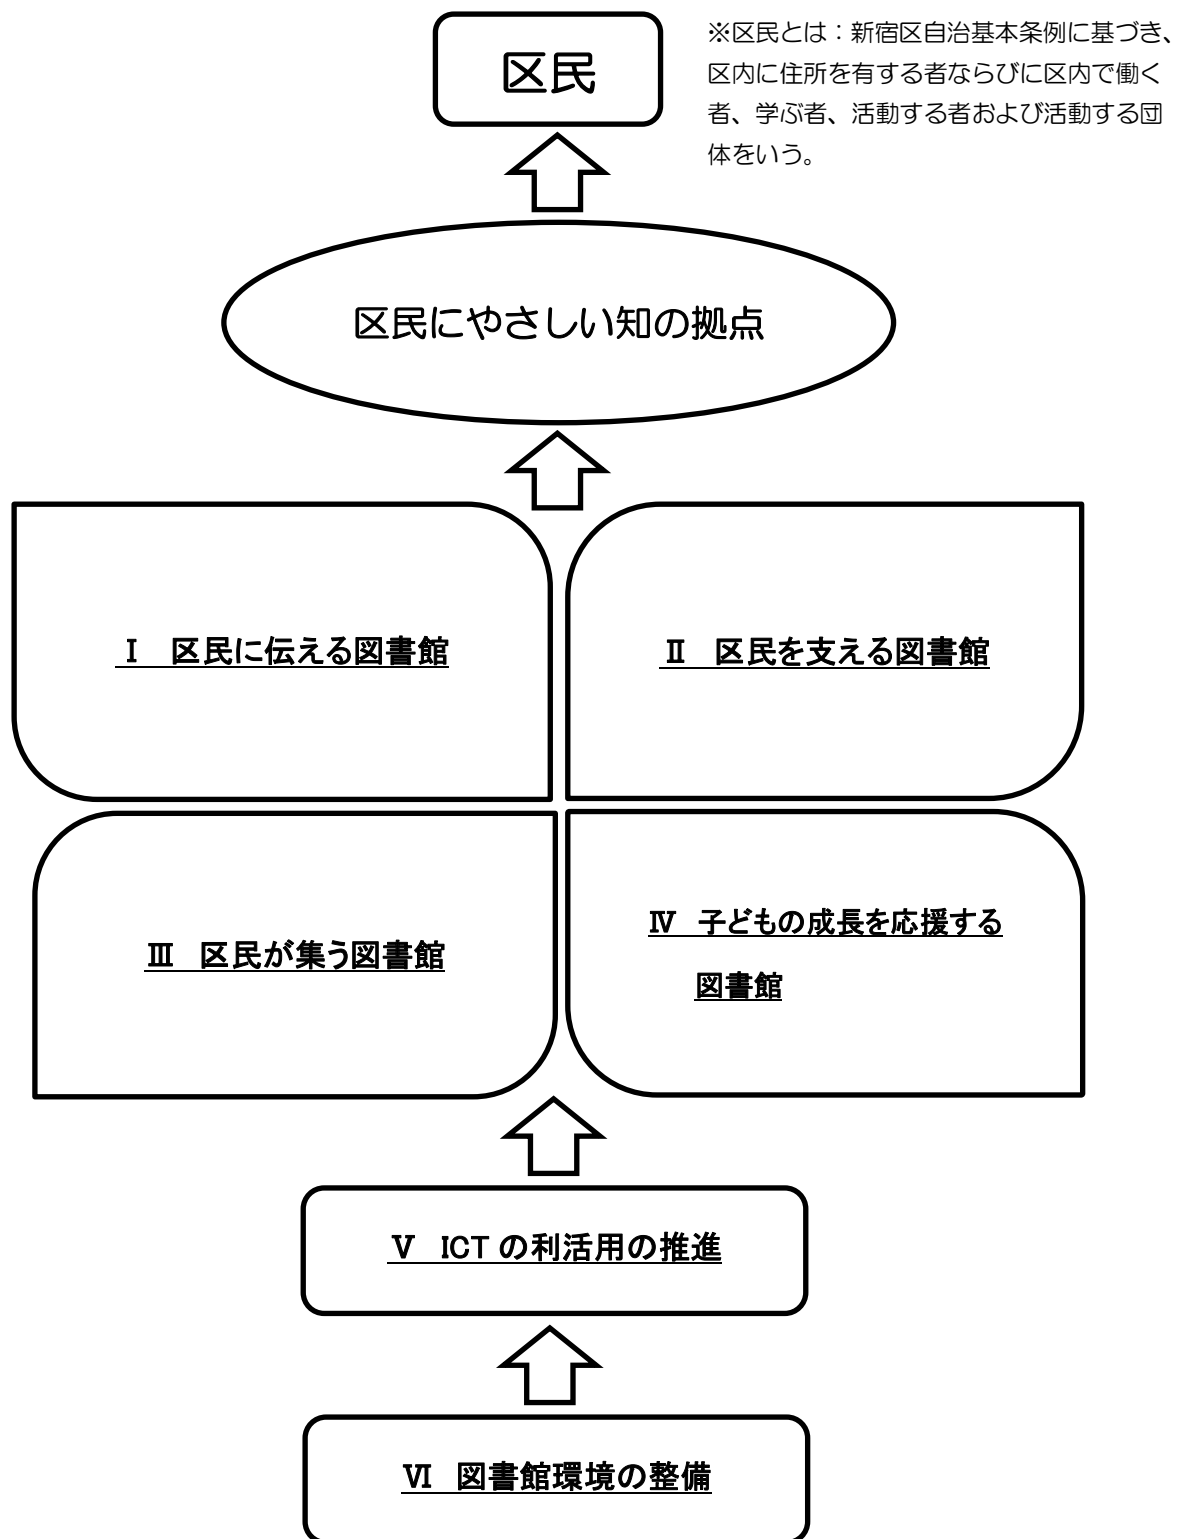 区民
※区民とは：新宿区自治基本条例に基づき、
区内に住所を有する者ならびに区内で働く
者、学ぶ者、活動する者および活動する団
体をいう。
区民にやさしい知の拠点
Ⅰ　区民に伝える図書館
Ⅱ　区民を支える図書館
Ⅲ　区民が集う図書館
Ⅳ　子どもの成長を応援する
図書館
Ⅴ　ICT の利活用の推進
Ⅵ　図書館環境の整備